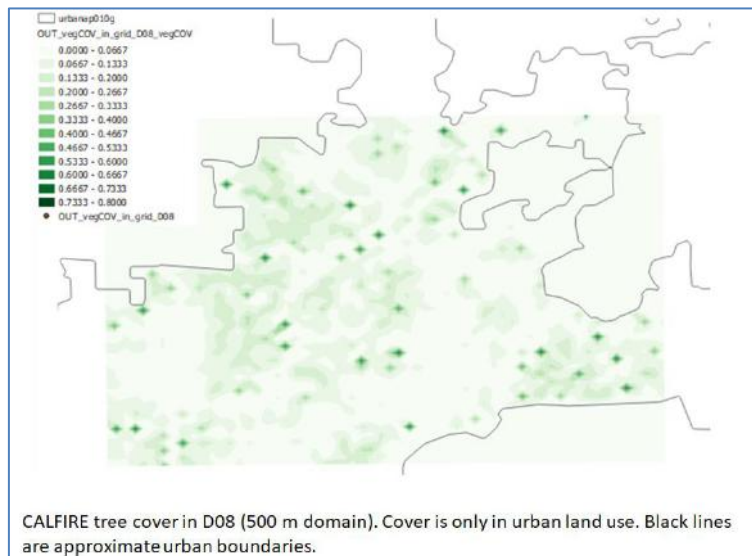 urbanap010g
OUT_vegCOV_in_grid_D08_vegCOV
0.0000 - 0.0667
0.0667 - 0.1333
0.1333 - 0.2000
0.2000 - 0.2667
0.2667 - 0.3333
0.3333 - 0.4000
0.4000 - 0.4667
0.4667 - 0.5333
0.5333 - 0.6000
0.6000 - 0.6667
0.6667 - 0.7333
0.7333 - 0.8000
OUT_vegCOV_in_grid_D08
CALFIRE tree cover in D08 (500 m domain). Cover is only in urban land use. Black lines
are approximate urban boundaries.